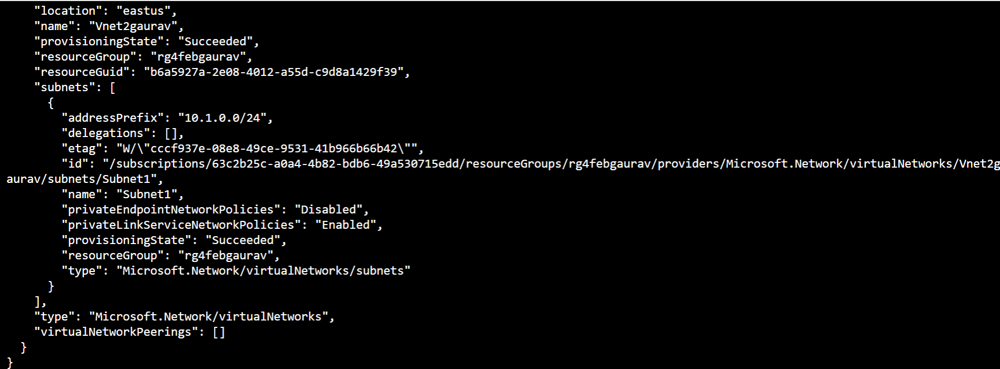 "location": "eastus",
"name": "Vnet2gaurav",
"provisioningState": "Succeeded",
"resourceGroup": "rg4febgaurav",
"resourceGuid": "b6a5927a-2e08-4012-a55d-c9d8a1429f39",
"subnets": [
{
"addressPrefix": "10.1.0.0/24",
"delegations": [],
"etag": "W/\"cccf937e-08e8-49ce-9531-41b966b66b42\"",
"id": "/subscriptions/63c2b25c-a0a4-4b82-bdb6-49a530715edd/resourceGroups/rg4febgaurav/providers/Microsoft.Network/virtualNetworks/Vnet2g
aurav/subnets/Subnet1",
"name": "Subnet1",
"privateEndpointNetworkPolicies": "Disabled",
"privateLinkServiceNetworkPolicies": "Enabled",
"provisioningState": "Succeeded",
"resourceGroup": "rg4febgaurav",
"type": "Microsoft.Network/virtualNetworks/subnets"
}
],
"type": "Microsoft.Network/virtualNetworks",
"virtualNetworkPeerings": []
}
}